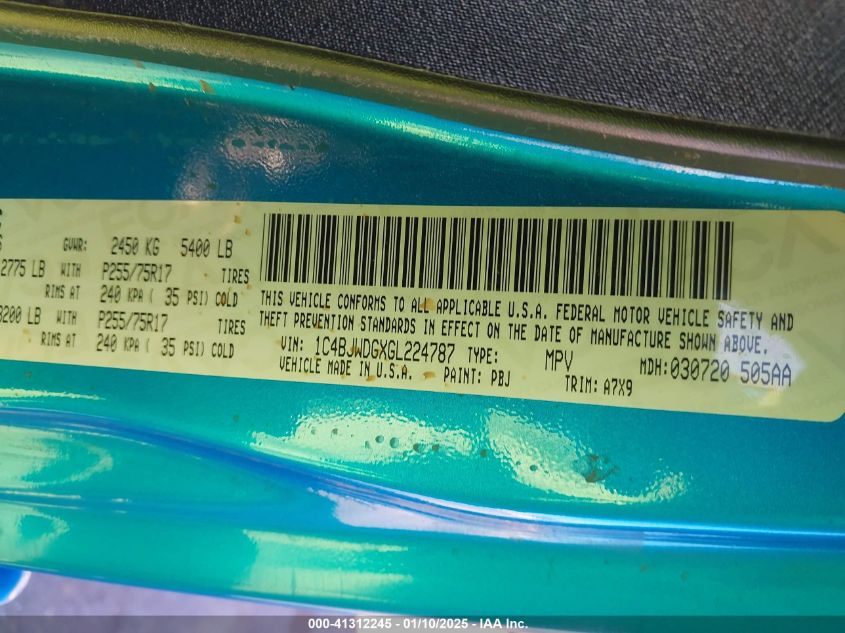 GVWR: 2450 KG 5400 LB
2775 LB WITH P255/75R17 TIRES
RIMS AT 240 KPA ( 35 PSI) COLD
3200 LB WITH P255/75R17 TIRES
RIMS AT 240 KPA ( 35 PSI) COLD
THIS VEHICLE CONFORMS TO ALL APPLICABLE U.S.A. FEDERAL MOTOR VEHICLE SAFETY AND
THEFT PREVENTION STANDARDS IN EFFECT ON THE DATE OF MANUFACTURE SHOWN ABOVE.
VIN: 1C4BJWDGXGL224787 TYPE: MPV MDH:030720 505AA
VEHICLE MADE IN U.S.A. PAINT: PBJ TRIM: A7X9
000-41312245 - 01/10/2025 - IAA Inc.